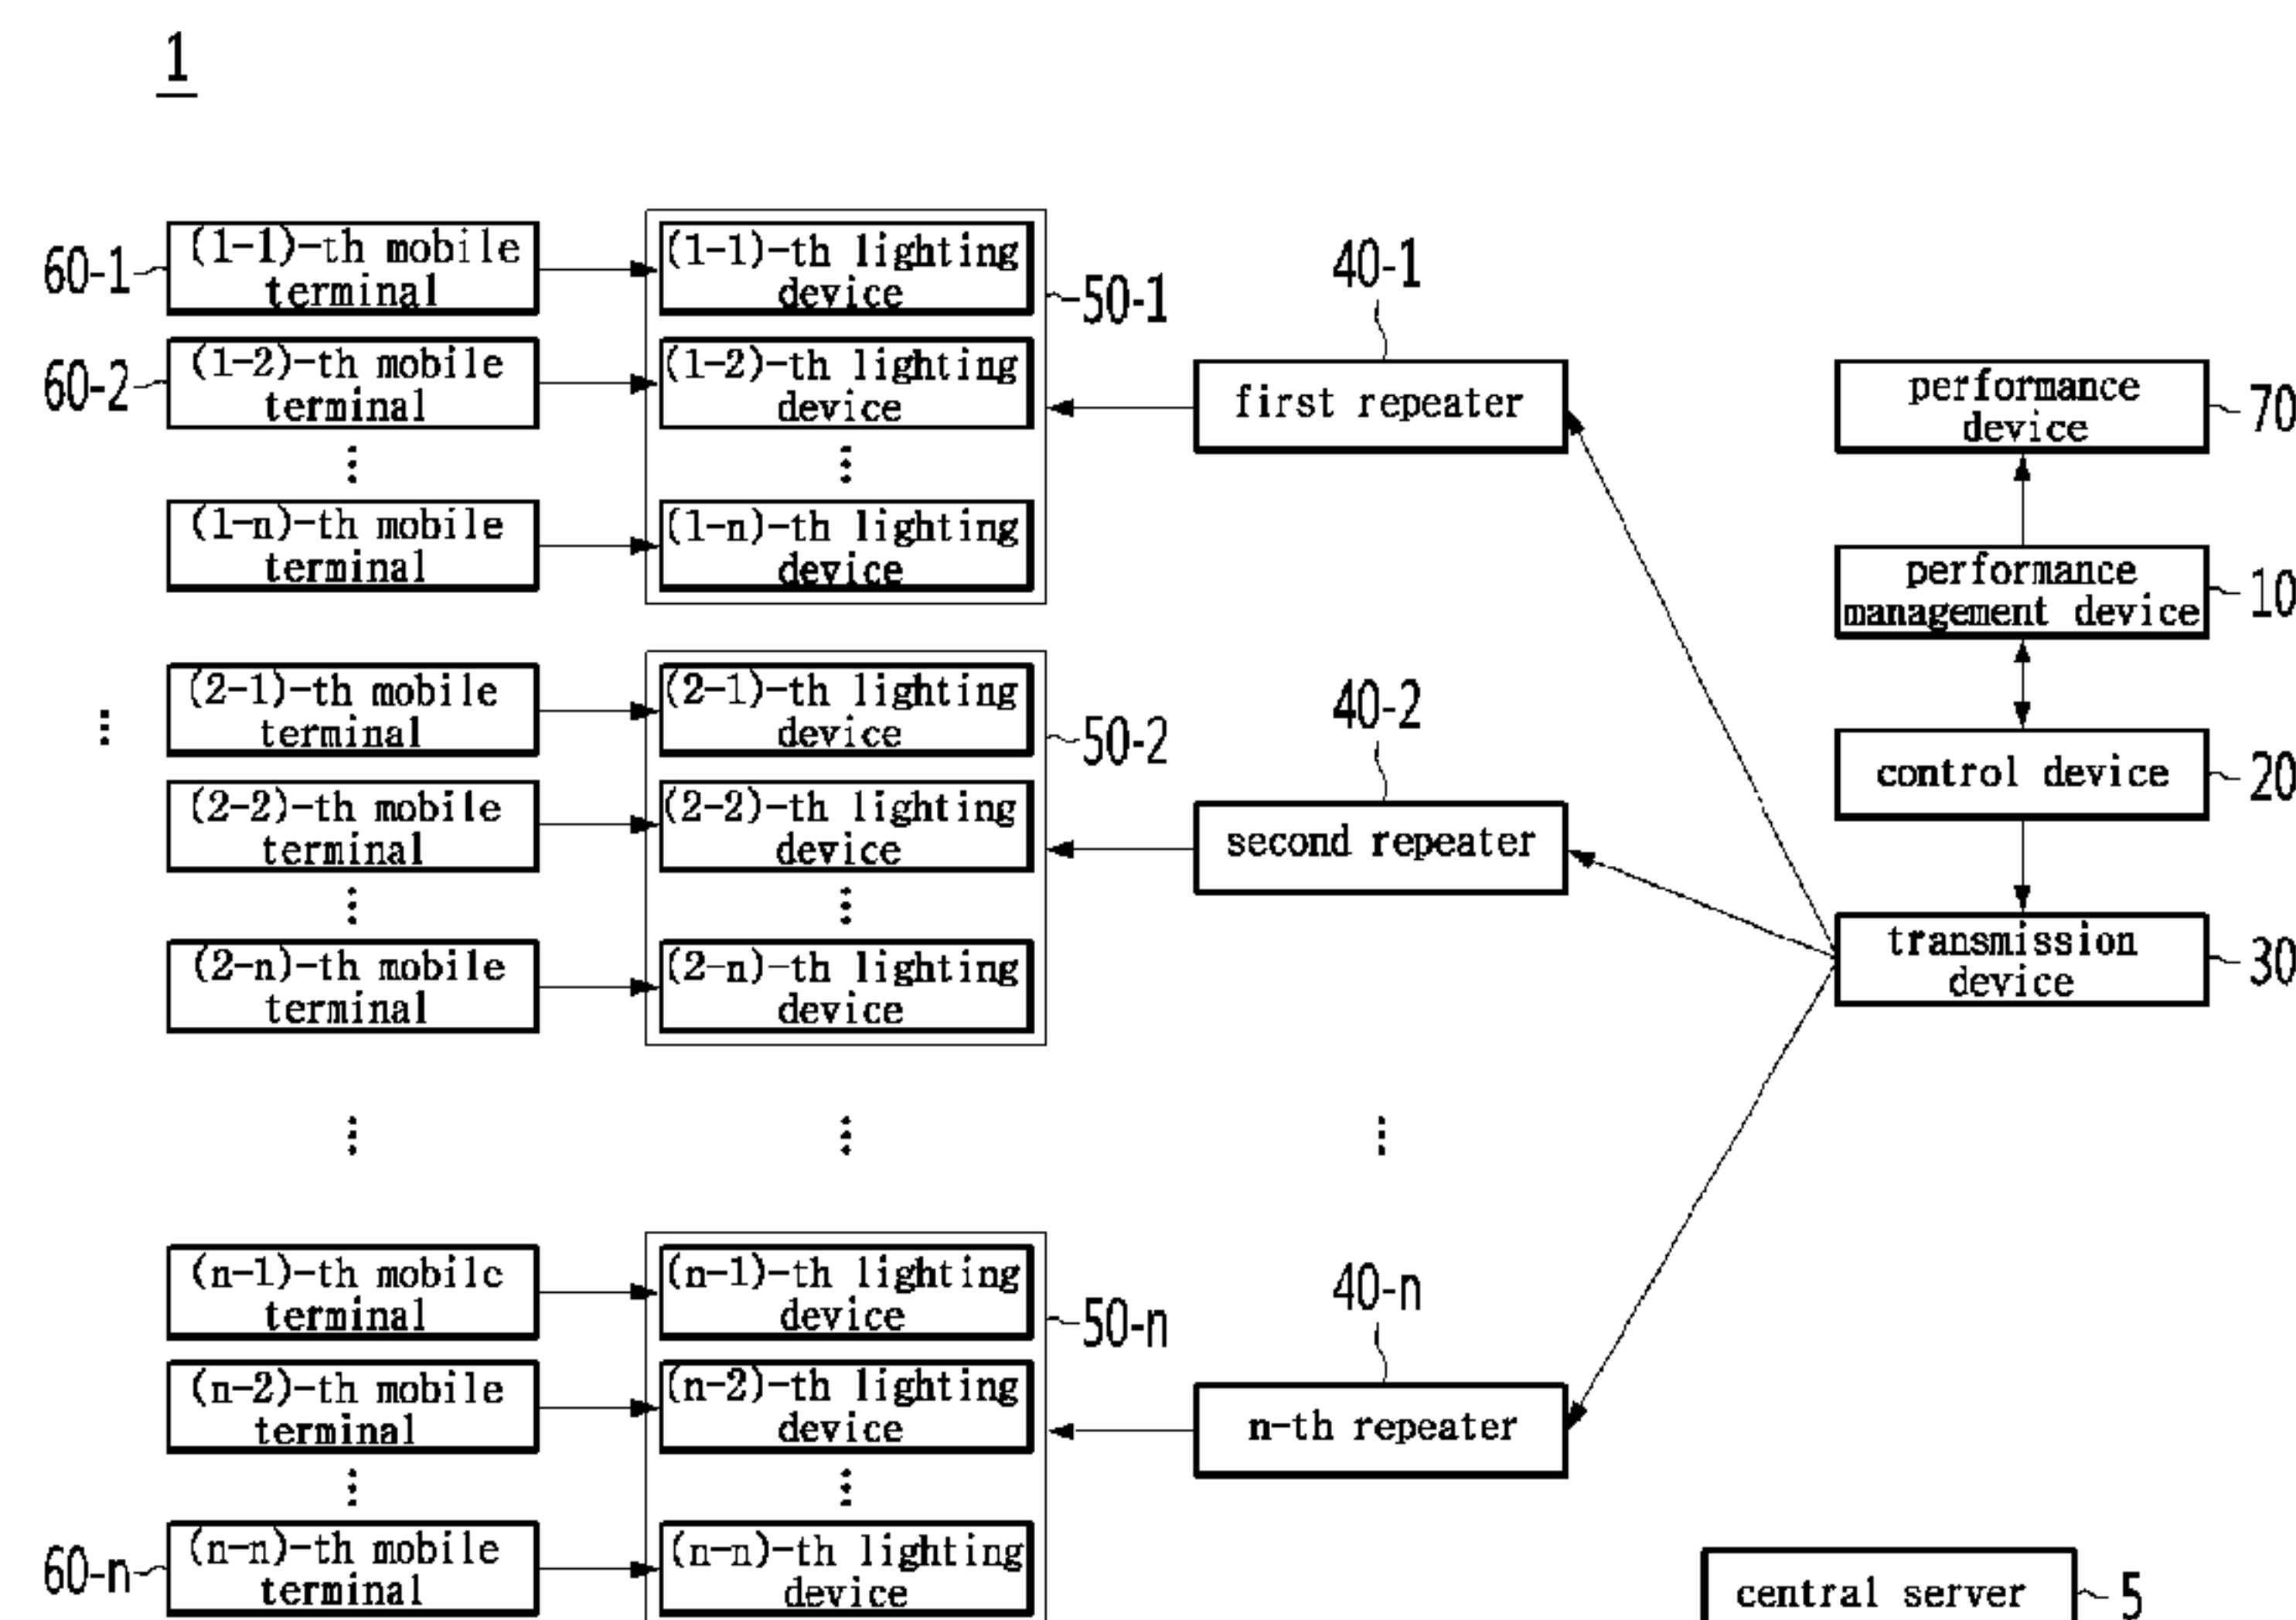 1
60-1
(1-1)-th mobile
terminal
(1-1)-th lighting
device
50-1
60-2
(1-2)-th mobile
terminal
(1-2)-th lighting
device
(1-n)-th mobile
terminal
(1-n)-th lighting
device
40-1
first repeater
performance
device
70
performance
management device
10
(2-1)-th mobile
terminal
(2-1)-th lighting
device
50-2
(2-2)-th mobile
terminal
(2-2)-th lighting
device
(2-n)-th mobile
terminal
(2-n)-th lighting
device
40-2
second repeater
control device
20
transmission
device
30
(n-1)-th mobile
terminal
(n-1)-th lighting
device
50-n
(n-2)-th mobile
terminal
(n-2)-th lighting
device
60-n
(n-n)-th mobile
terminal
(n-n)-th lighting
device
40-n
n-th repeater
central server
5